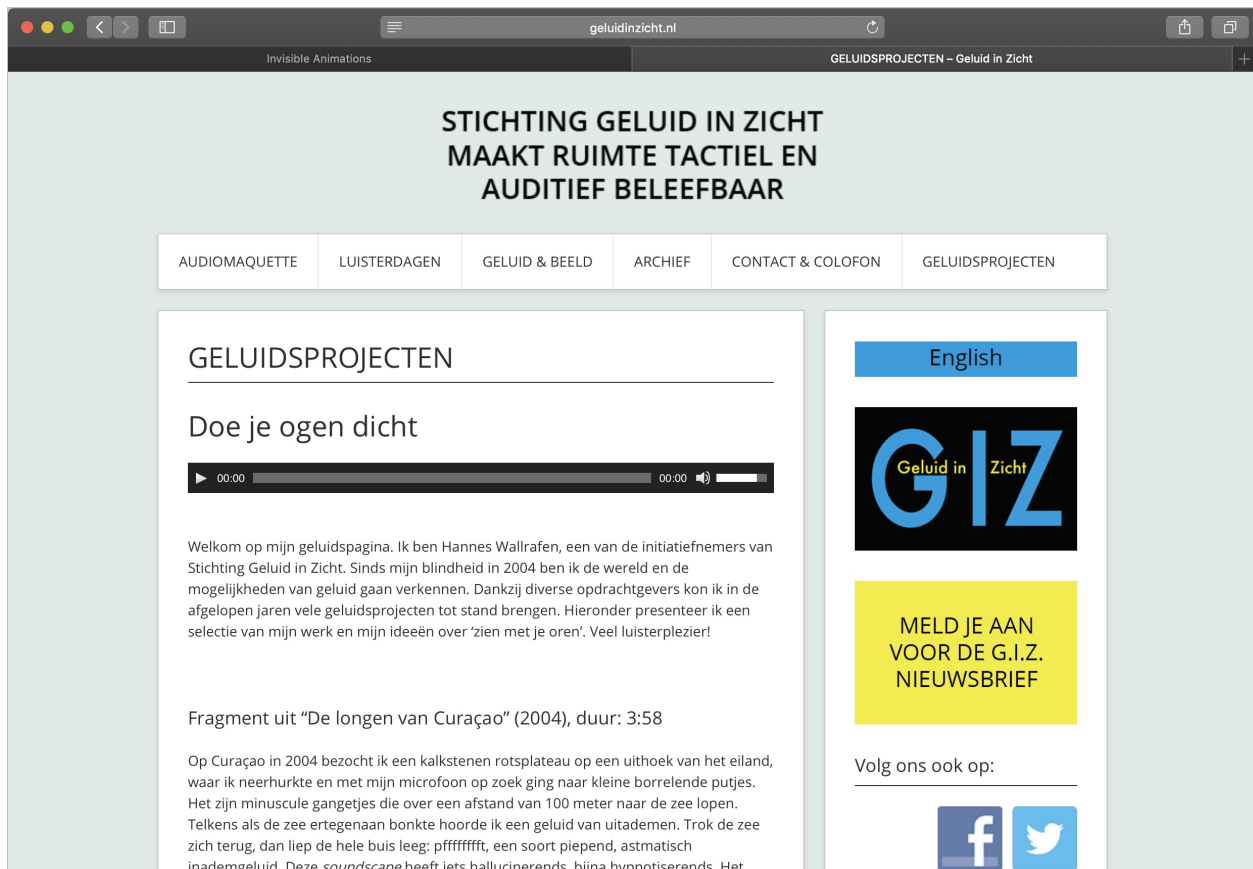 geluidinzicht.nl
Invisible Animations
GELUIDSPROJECTEN – Geluid in Zicht
STICHTING GELUID IN ZICHT
MAAKT RUIMTE TACTIEL EN
AUDITIEF BELEEFBAAR
AUDIOMAQUETTE
LUISTERDAGEN
GELUID & BEELD
ARCHIEF
CONTACT & COLOFON
GELUIDSPROJECTEN
GELUIDSPROJECTEN
Doe je ogen dicht
00:00
00:00
Welkom op mijn geluidspagina. Ik ben Hannes Wallrafen, een van de initiatiefnemers van
Stichting Geluid in Zicht. Sinds mijn blindheid in 2004 ben ik de wereld en de
mogelijkheden van geluid gaan verkennen. Dankzij diverse opdrachtgevers kon ik in de
afgelopen jaren vele geluidsprojecten tot stand brengen. Hieronder presenteer ik een
selectie van mijn werk en mijn ideeën over ‘zien met je oren’. Veel luisterplezier!
Fragment uit “De longen van Curaçao” (2004), duur: 3:58
Op Curaçao in 2004 bezocht ik een kalkstenen rotsplateau op een uithoek van het eiland,
waar ik neerhurkte en met mijn microfoon op zoek ging naar kleine borrelende putjes.
Het zijn minuscule gangetjes die over een afstand van 100 meter naar de zee lopen.
Telkens als de zee ertegenaan bonkte hoorde ik een geluid van uitademen. Trok de zee
zich terug, dan liep de hele buis leeg: pfffffffft, een soort piepend, astmatisch
inademgeluid. Deze soundscape heeft iets hallucinerends, bijna hypnotiserends. Het
English
GIZ
Geluid in Zicht
MELD JE AAN
VOOR DE G.I.Z.
NIEUWSBRIEF
Volg ons ook op:
f